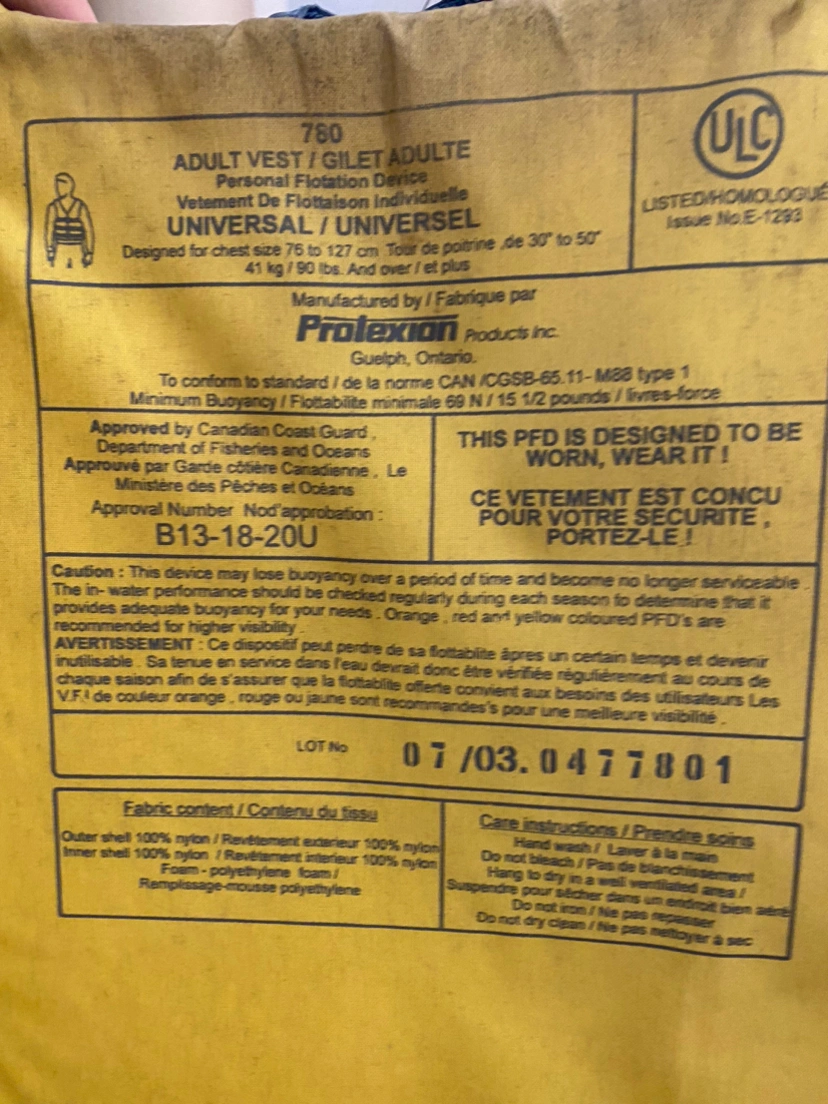 780
ADULT VEST / GILET ADULTE
Personal Flotation Device
Vetement De Flottaison Individuelle
UNIVERSAL / UNIVERSEL
Designed for chest size 76 to 127 cm Tour de poitrine ,de 30" to 50"
41 kg / 90 lbs. And over / et plus
ULC
LISTED/HOMOLOGUÉ
Issue No.E-1293
Manufactured by / Fabrique par
Protexion Products Inc.
Guelph, Ontario.
To conform to standard / de la norme CAN /CGSB-65.11- M88 type 1
Minimum Buoyancy / Flottabilite minimale 69 N / 15 1/2 pounds / livres-force
Approved by Canadian Coast Guard ,
Department of Fisheries and Oceans
Approuvé par Garde côtière Canadienne , Le
Ministère des Pêches et Océans
Approval Number Nod'approbation :
B13-18-20U
THIS PFD IS DESIGNED TO BE
WORN, WEAR IT !
CE VETEMENT EST CONCU
POUR VOTRE SECURITE ,
PORTEZ-LE !
Caution : This device may lose buoyancy over a period of time and become no longer serviceable .
The in- water performance should be checked regularly during each season to determine that it
provides adequate buoyancy for your needs . Orange , red and yellow coloured PFD's are
recommended for higher visibility .
AVERTISSEMENT : Ce dispositif peut perdre de sa flottablite âpres un certain temps et devenir
inutilisable . Sa tenue en service dans l'eau devrait donc être vérifiée régulièrement au cours de
chaque saison afin de s'assurer que la flottablite offerte convient aux besoins des utilisateurs Les
V.F.I de couleur orange , rouge ou jaune sont recommandes's pour une meilleure visibilité .
LOT No 07/03.0477801
Fabric content / Contenu du tissu
Outer shell 100% nylon / Revêtement exterieur 100% nylon
Inner shell 100% nylon / Revêtement interieur 100% nylon
Foam - polyethylene foam /
Remplissage-mousse polyethylene
Care instructions / Prendre soins
Hand wash / Laver à la main
Do not bleach / Pas de blanchissement
Hang to dry in a well ventilated area /
Suspendre pour sécher dans un endroit bien aéré
Do not iron / Ne pas repasser
Do not dry clean / Ne pas nettoyer à sec